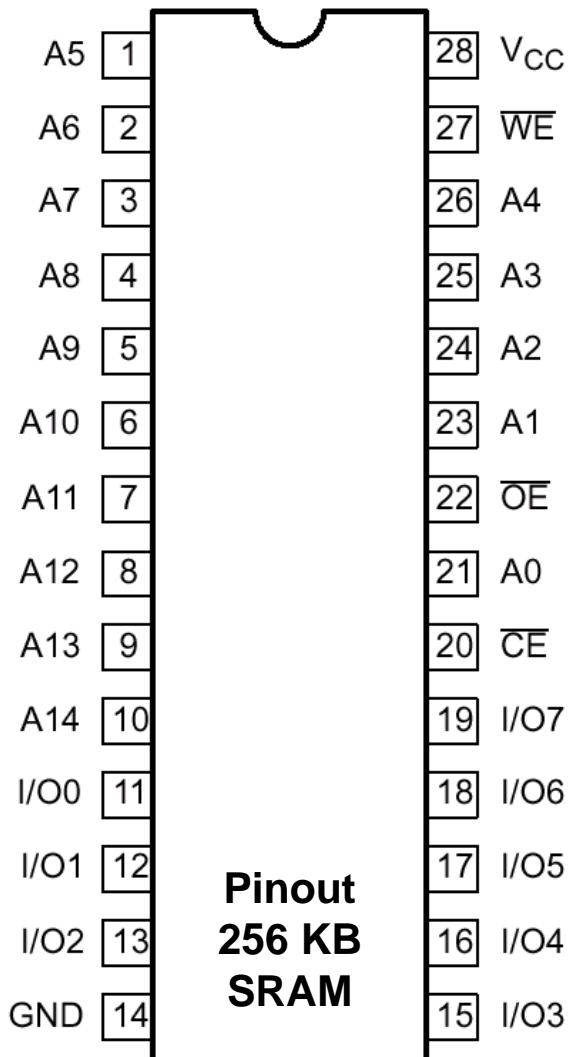 A5 1 28 VCC
A6 2 27 W̅E̅
A7 3 26 A4
A8 4 25 A3
A9 5 24 A2
A10 6 23 A1
A11 7 22 O̅E̅
A12 8 21 A0
A13 9 20 C̅E̅
A14 10 19 I/O7
I/O0 11 18 I/O6
I/O1 12 17 I/O5
I/O2 13 16 I/O4
GND 14 15 I/O3
Pinout
256 KB
SRAM